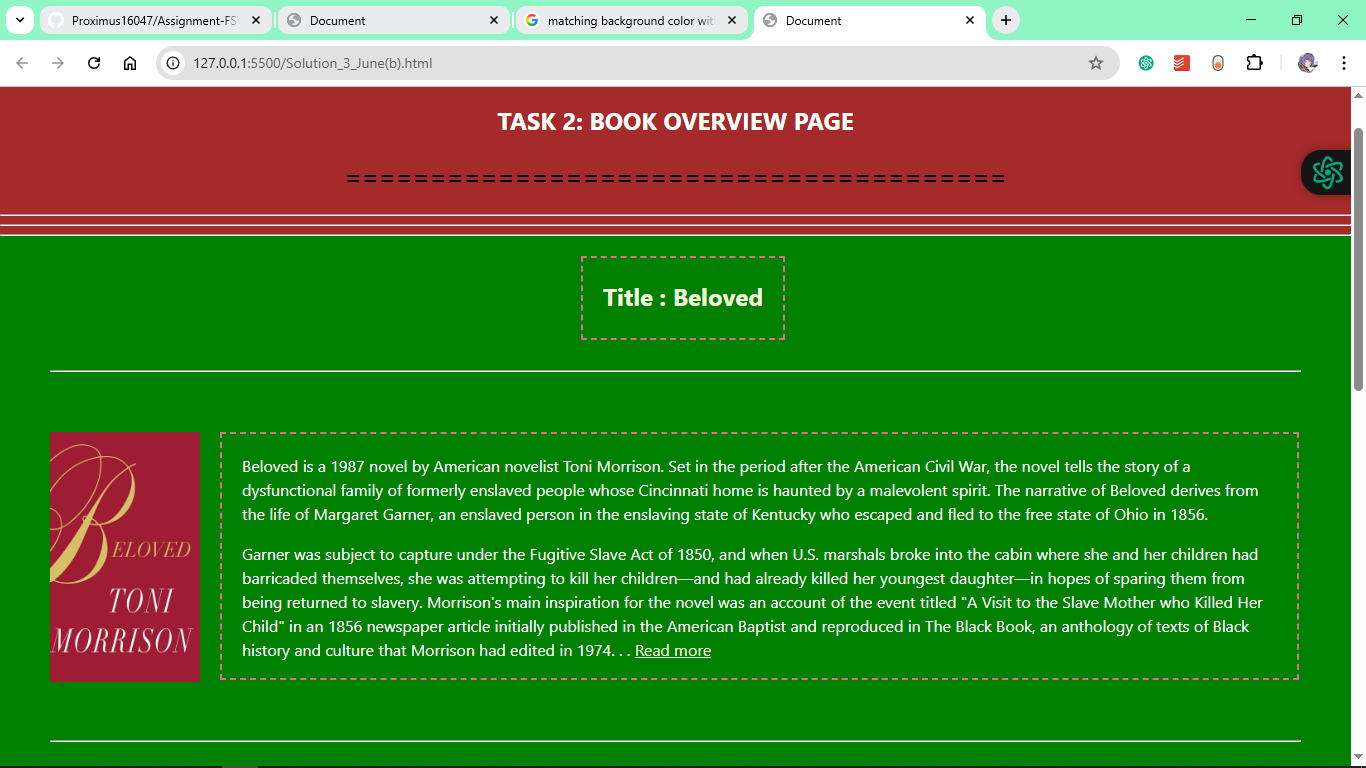 Proximus16047/Assignment-FS
Document
matching background color wit
Document
127.0.0.1:5500/Solution_3_June(b).html
TASK 2: BOOK OVERVIEW PAGE
=======================================
Title : Beloved
BELOVED
TONI
MORRISON
Beloved is a 1987 novel by American novelist Toni Morrison. Set in the period after the American Civil War, the novel tells the story of a
dysfunctional family of formerly enslaved people whose Cincinnati home is haunted by a malevolent spirit. The narrative of Beloved derives from
the life of Margaret Garner, an enslaved person in the enslaving state of Kentucky who escaped and fled to the free state of Ohio in 1856.
Garner was subject to capture under the Fugitive Slave Act of 1850, and when U.S. marshals broke into the cabin where she and her children had
barricaded themselves, she was attempting to kill her children—and had already killed her youngest daughter—in hopes of sparing them from
being returned to slavery. Morrison's main inspiration for the novel was an account of the event titled "A Visit to the Slave Mother who Killed Her
Child" in an 1856 newspaper article initially published in the American Baptist and reproduced in The Black Book, an anthology of texts of Black
history and culture that Morrison had edited in 1974. . . Read more